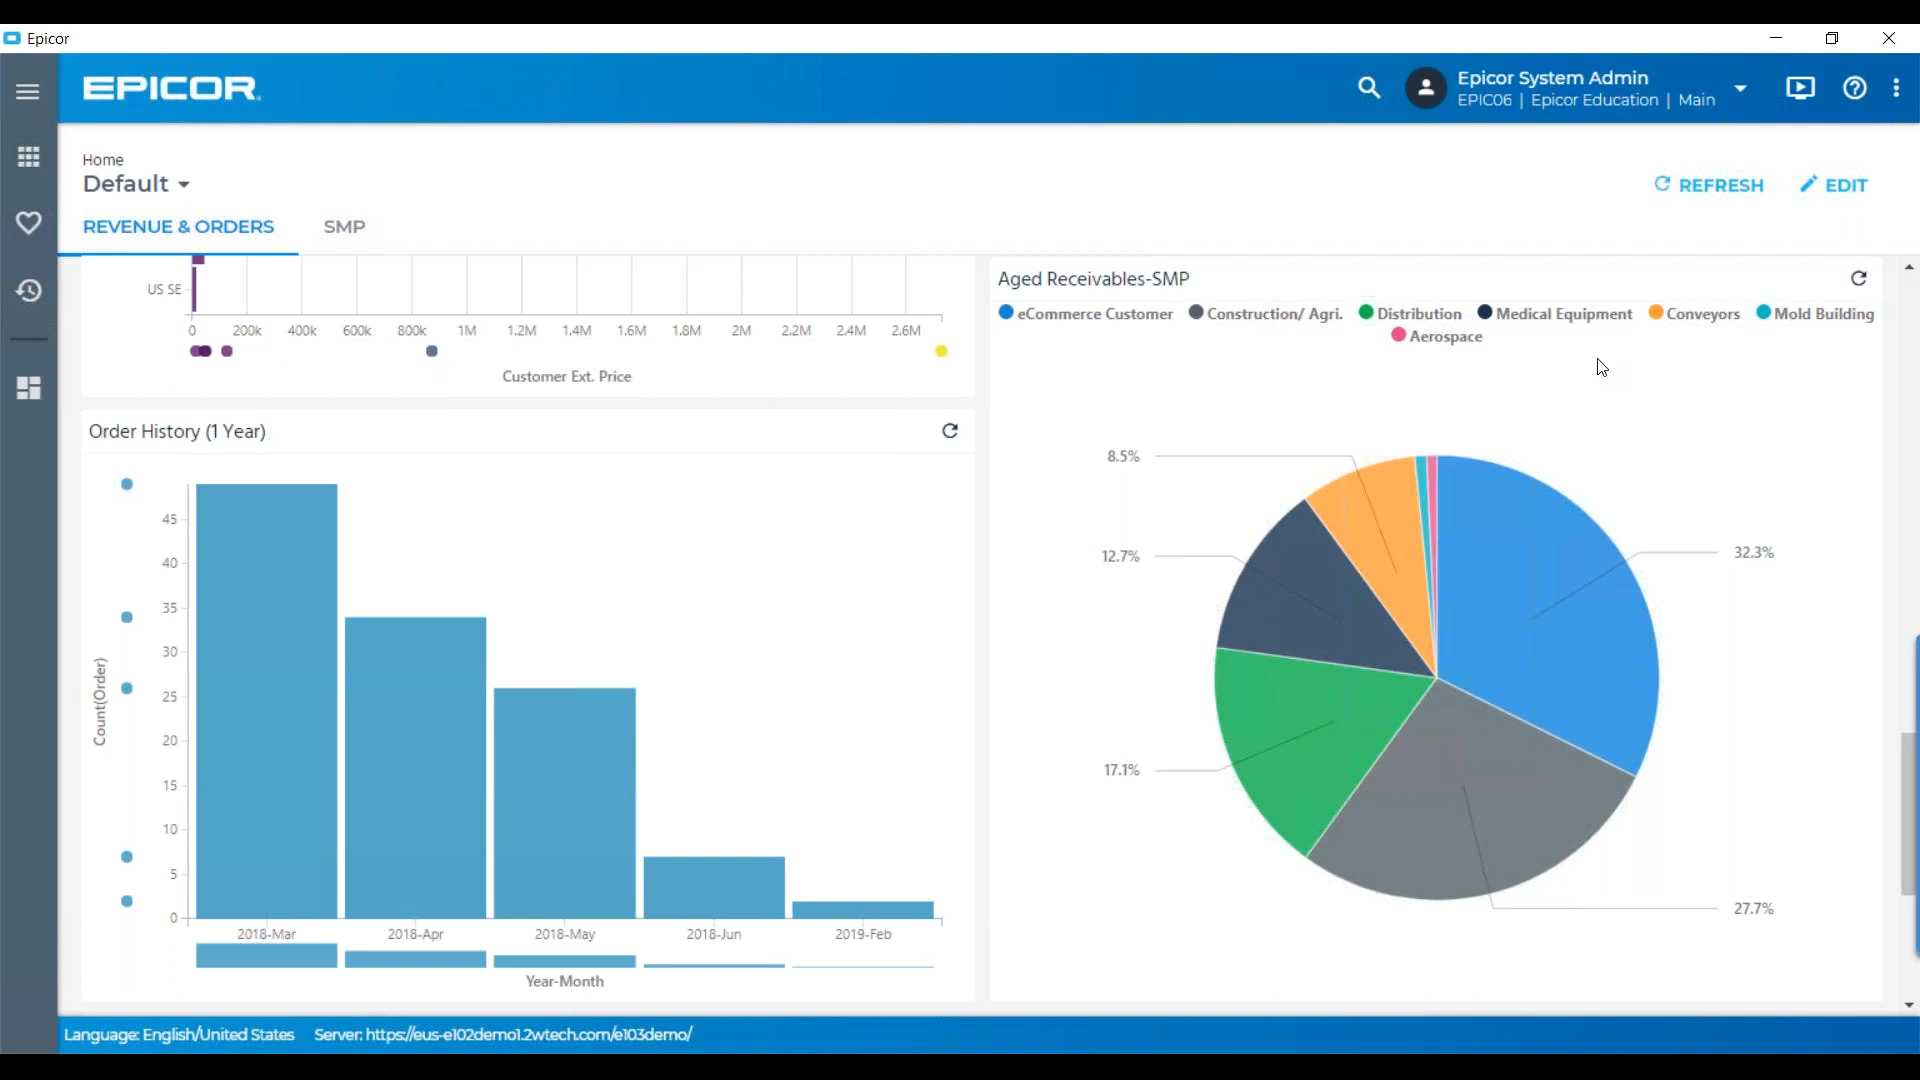 Epicor
EPICOR
Epicor System Admin
EPIC06 | Epicor Education | Main
Home
Default
REFRESH
EDIT
REVENUE & ORDERS
SMP
US SE
0 200k 400k 600k 800k 1M 1.2M 1.4M 1.6M 1.8M 2M 2.2M 2.4M 2.6M
Customer Ext. Price
Order History (1 Year)
45
40
35
30
25
20
15
10
5
0
Count(Order)
2018-Mar 2018-Apr 2018-May 2018-Jun 2019-Feb
Year-Month
Aged Receivables-SMP
eCommerce Customer Construction/ Agri. Distribution Medical Equipment Conveyors Mold Building
Aerospace
8.5%
32.3%
12.7%
17.1%
27.7%
Language: English/United States Server: https://eus-e102demo1.2wtech.com/e103demo/